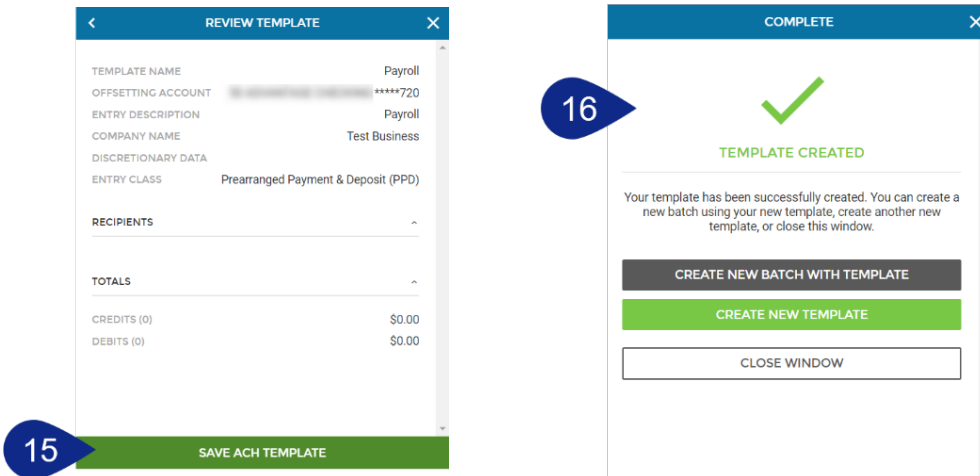 REVIEW TEMPLATE
TEMPLATE NAME Payroll
OFFSETTING ACCOUNT *****720
ENTRY DESCRIPTION Payroll
COMPANY NAME Test Business
DISCRETIONARY DATA
ENTRY CLASS Prearranged Payment & Deposit (PPD)
RECIPIENTS
TOTALS
CREDITS (0) $0.00
DEBITS (0) $0.00
15
SAVE ACH TEMPLATE
COMPLETE
16
TEMPLATE CREATED
Your template has been successfully created. You can create a
new batch using your new template, create another new
template, or close this window.
CREATE NEW BATCH WITH TEMPLATE
CREATE NEW TEMPLATE
CLOSE WINDOW